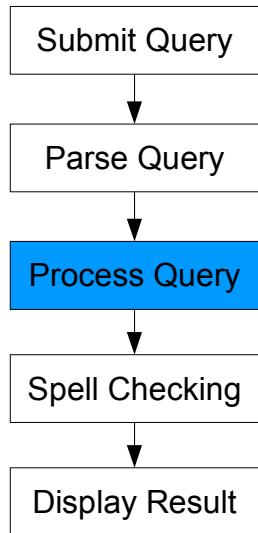 Submit Query
Parse Query
Process Query
Spell Checking
Display Result